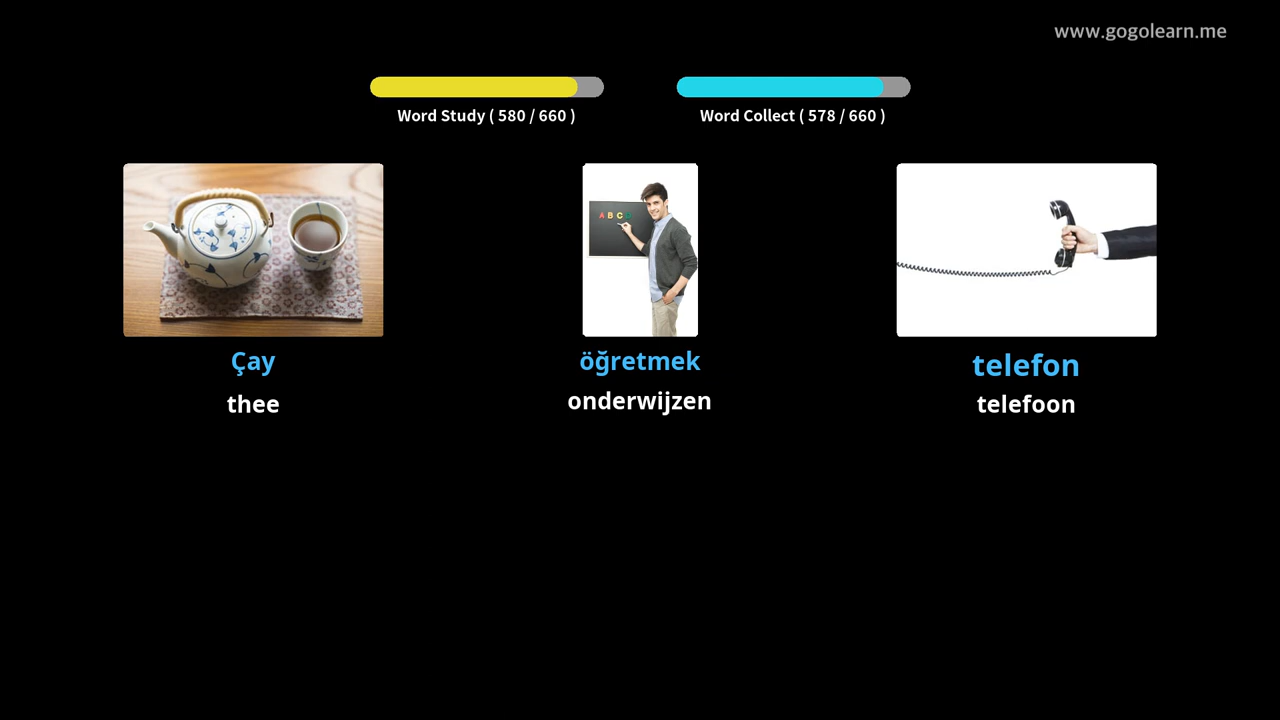 www.gogolearn.me
Word Study ( 580 / 660 )
Word Collect ( 578 / 660 )
A B C D
Çay
öğretmek
telefon
thee
onderwijzen
telefoon